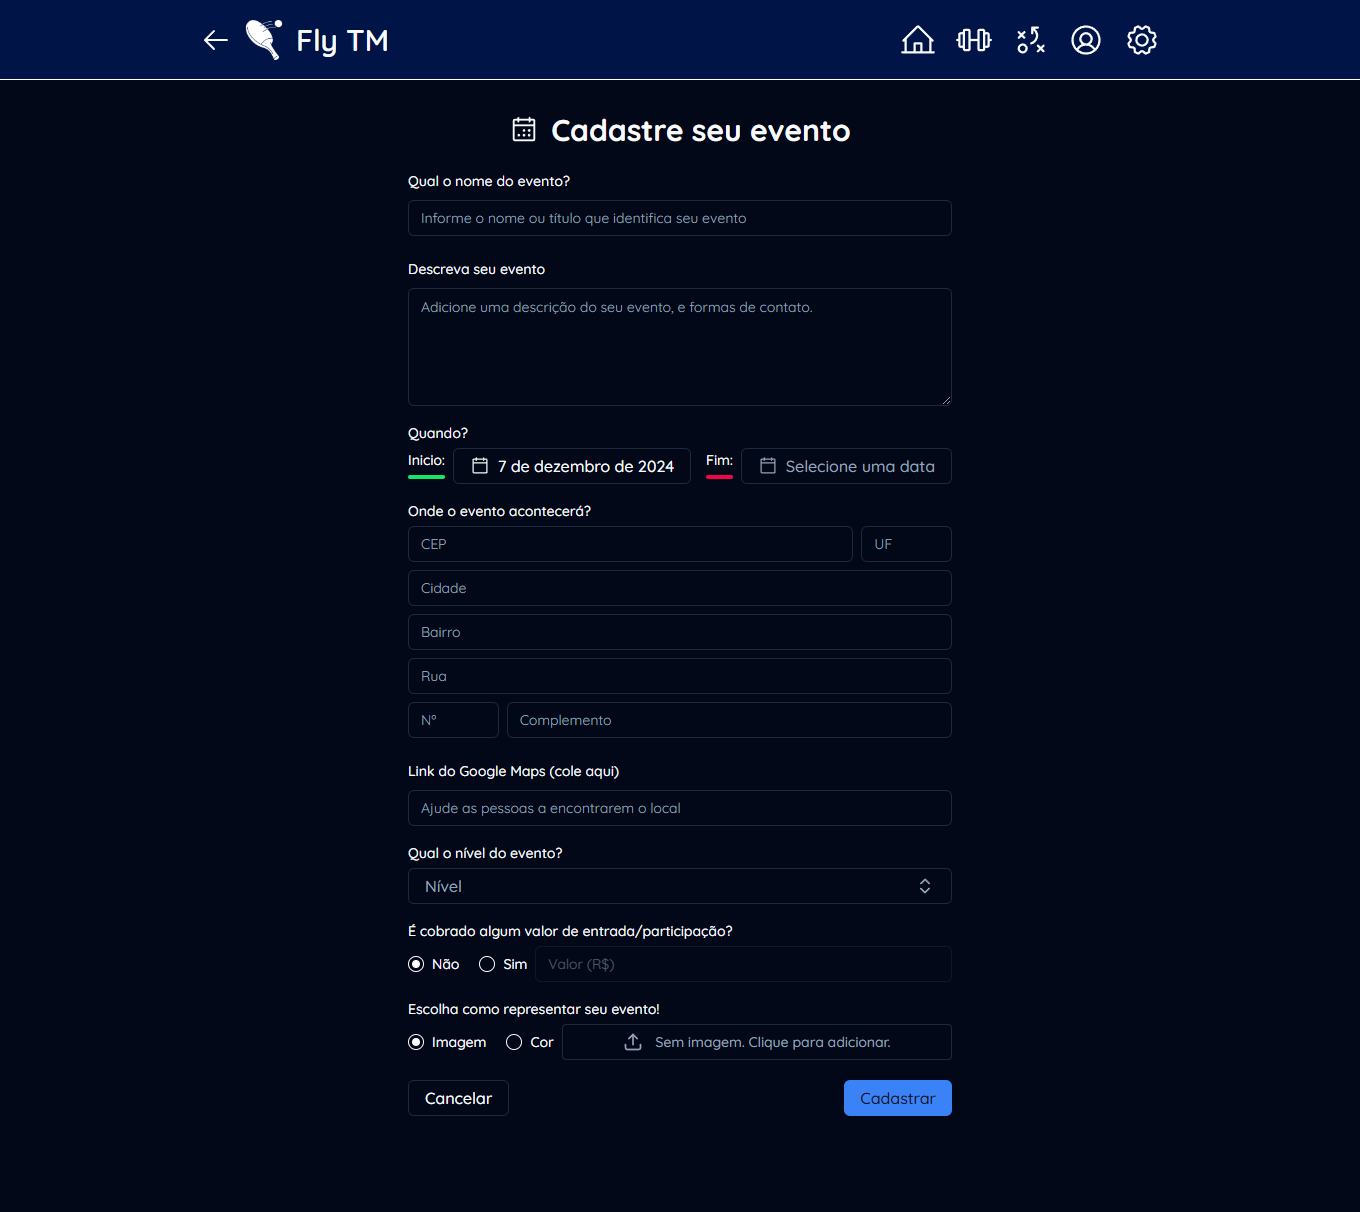 Fly TM
Cadastre seu evento
Qual o nome do evento?
Informe o nome ou título que identifica seu evento
Descreva seu evento
Adicione uma descrição do seu evento, e formas de contato.
Quando?
Inicio: 7 de dezembro de 2024 Fim: Selecione uma data
Onde o evento acontecerá?
CEP UF
Cidade
Bairro
Rua
Nº Complemento
Link do Google Maps (cole aqui)
Ajude as pessoas a encontrarem o local
Qual o nível do evento?
Nível
É cobrado algum valor de entrada/participação?
Não Sim Valor (R$)
Escolha como representar seu evento!
Imagem Cor Sem imagem. Clique para adicionar.
Cancelar Cadastrar